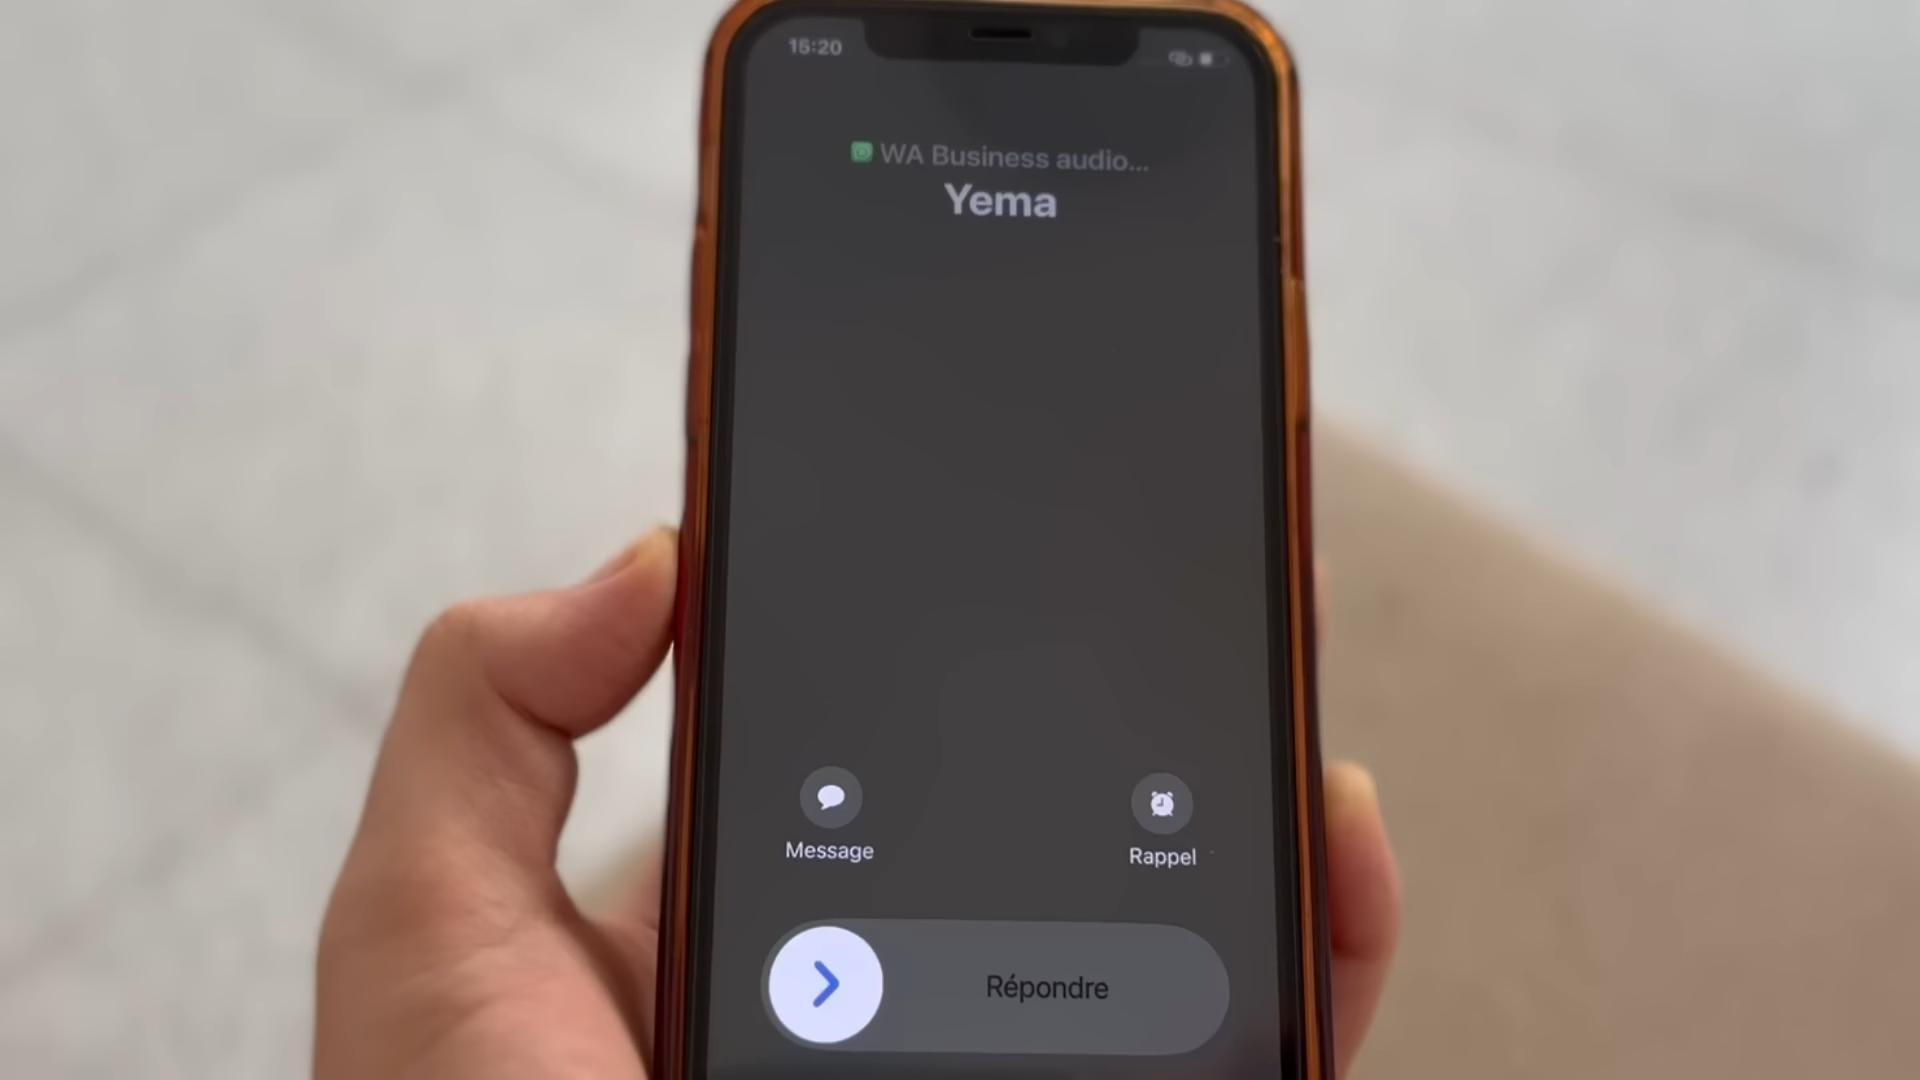 15:20
WA Business audio...
Yema
Message
Rappel
Répondre